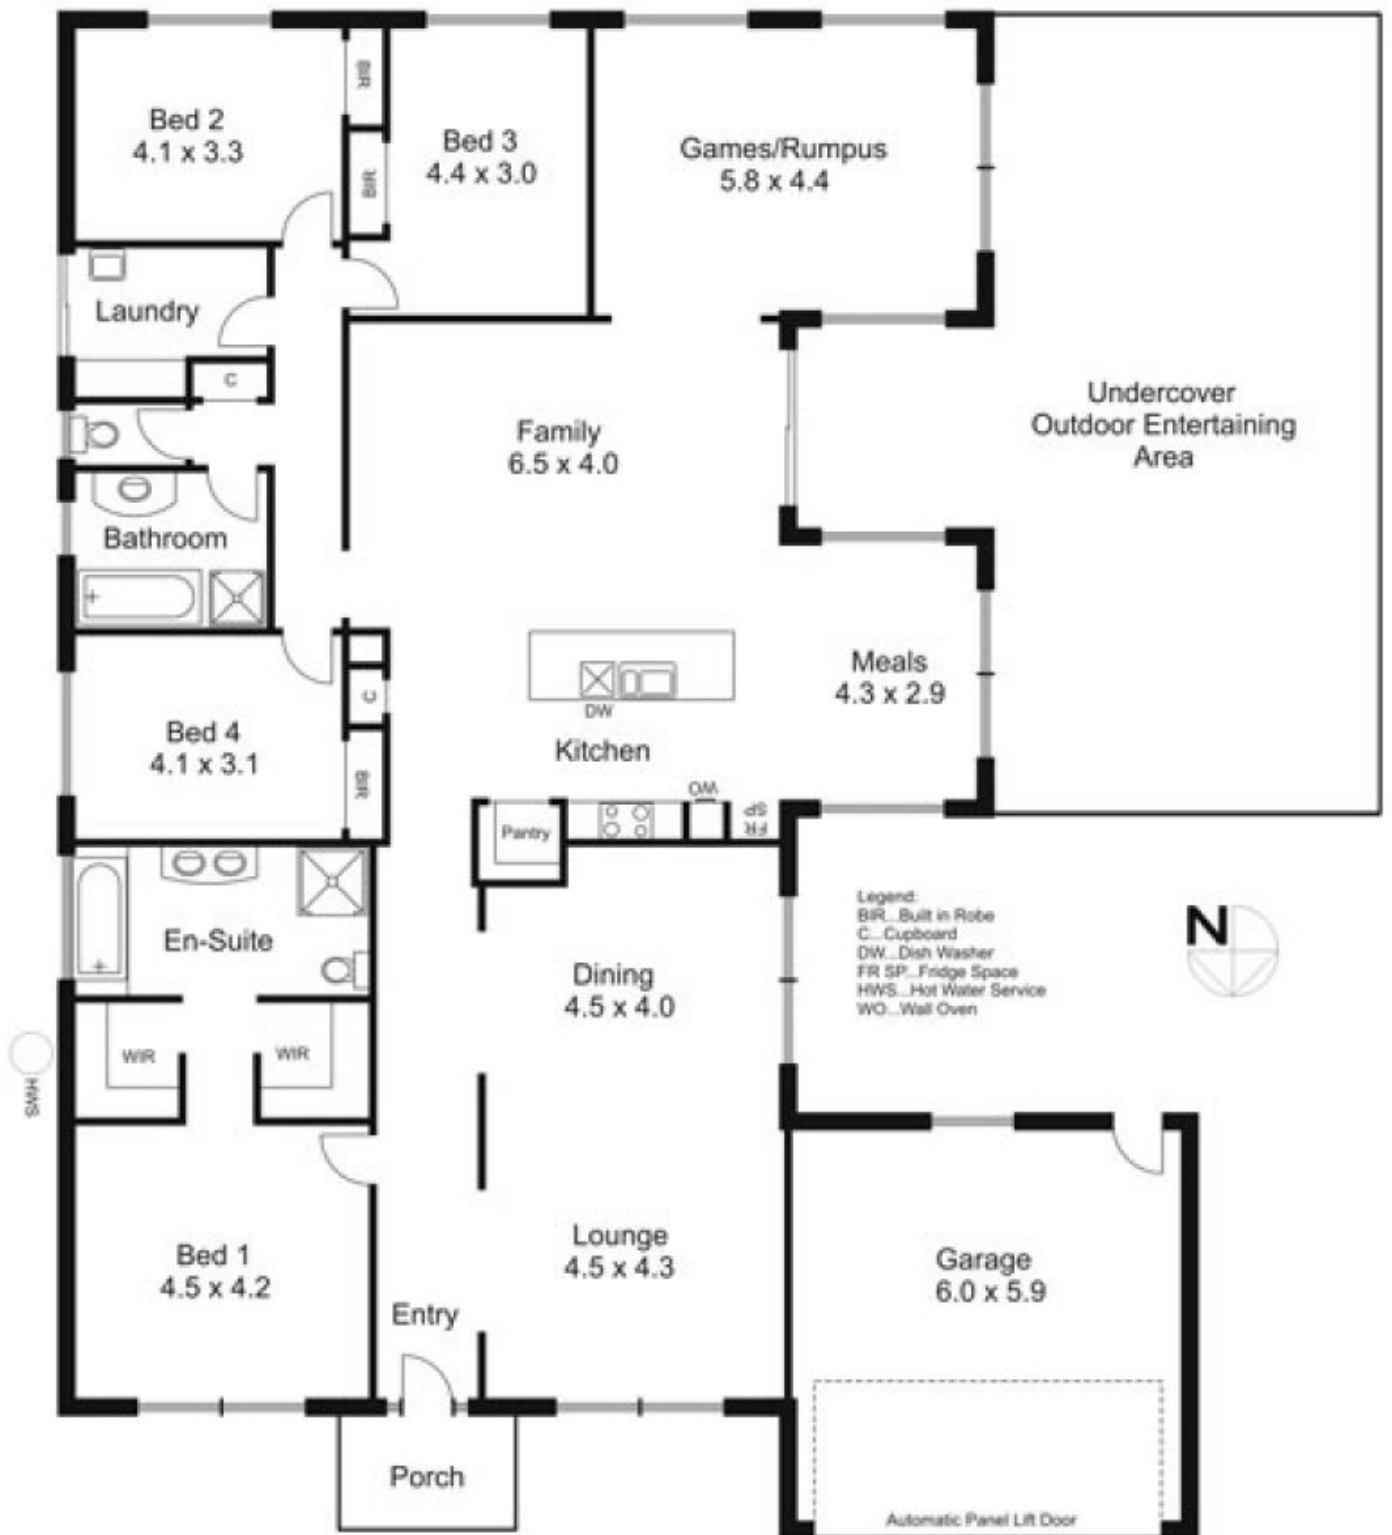 Bed 2
4.1 x 3.3
BIR
BIR
Bed 3
4.4 x 3.0
Games/Rumpus
5.8 x 4.4
Laundry
C
Family
6.5 x 4.0
Undercover
Outdoor Entertaining
Area
Bathroom
Bed 4
4.1 x 3.1
C
BIR
DW
Kitchen
Meals
4.3 x 2.9
Pantry
WO
FR
SP
En-Suite
Dining
4.5 x 4.0
Legend:
BIR...Built in Robe
C...Cupboard
DW...Dish Washer
FR SP...Fridge Space
HWS...Hot Water Service
WO...Wall Oven
N
WIR
WIR
HWS
Bed 1
4.5 x 4.2
Lounge
4.5 x 4.3
Garage
6.0 x 5.9
Entry
Porch
Automatic Panel Lift Door